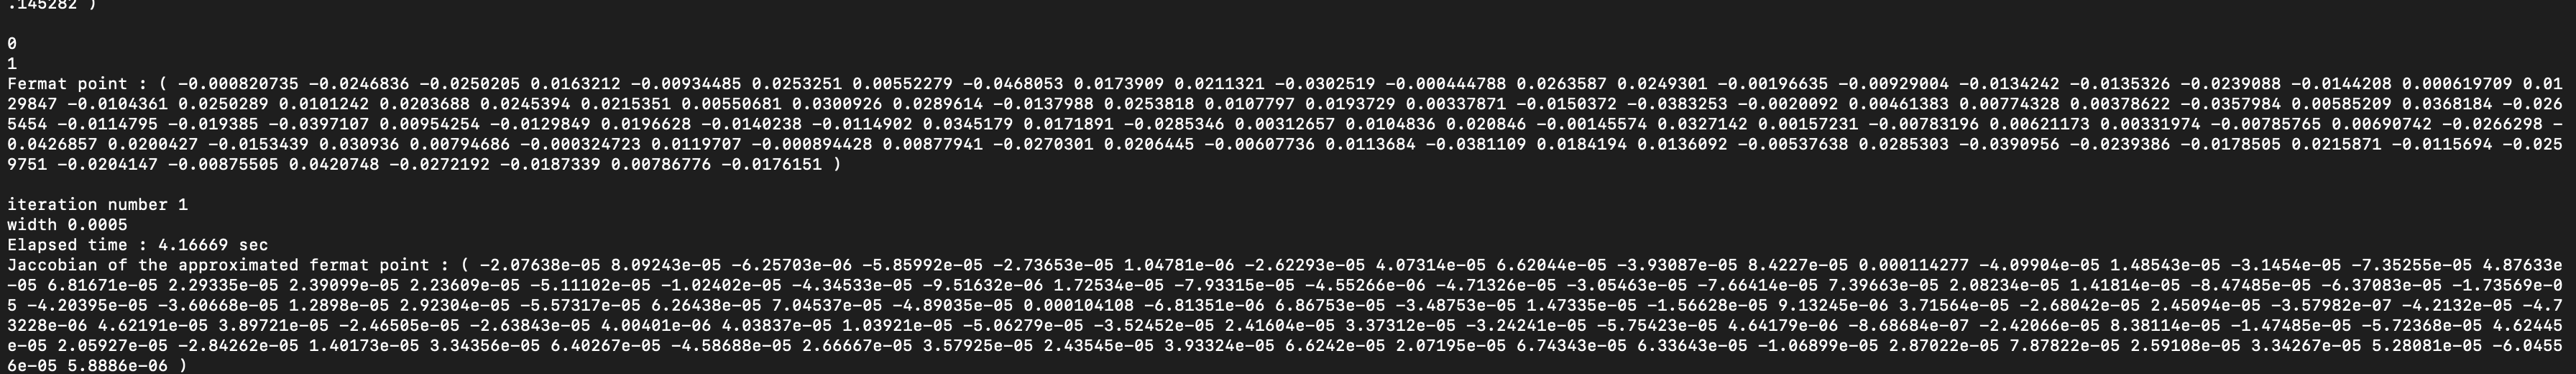 .145282 )
0
1
Fermat point : ( -0.000820735 -0.0246836 -0.0250205 0.0163212 -0.00934485 0.0253251 0.00552279 -0.0468053 0.0173909 0.0211321 -0.0302519 -0.000444788 0.0263587 0.0249301 -0.00196635 -0.00929004 -0.0134242 -0.0135326 -0.0239088 -0.0144208 0.000619709 0.01
29847 -0.0104361 0.0250289 0.0101242 0.0203688 0.0245394 0.0215351 0.00550681 0.0300926 0.0289614 -0.0137988 0.0253818 0.0107797 0.0193729 0.00337871 -0.0150372 -0.0383253 -0.0020092 0.00461383 0.00774328 0.00378622 -0.0357984 0.00585209 0.0368184 -0.026
5454 -0.0114795 -0.019385 -0.0397107 0.00954254 -0.0129849 0.0196628 -0.0140238 -0.0114902 0.0345179 0.0171891 -0.0285346 0.00312657 0.0104836 0.020846 -0.00145574 0.0327142 0.00157231 -0.00783196 0.00621173 0.00331974 -0.00785765 0.00690742 -0.0266298 -
0.0426857 0.0200427 -0.0153439 0.030936 0.00794686 -0.000324723 0.0119707 -0.000894428 0.00877941 -0.0270301 0.0206445 -0.00607736 0.0113684 -0.0381109 0.0184194 0.0136092 -0.00537638 0.0285303 -0.0390956 -0.0239386 -0.0178505 0.0215871 -0.0115694 -0.025
9751 -0.0204147 -0.00875505 0.0420748 -0.0272192 -0.0187339 0.00786776 -0.0176151 )
iteration number 1
width 0.0005
Elapsed time : 4.16669 sec
Jaccobian of the approximated fermat point : ( -2.07638e-05 8.09243e-05 -6.25703e-06 -5.85992e-05 -2.73653e-05 1.04781e-06 -2.62293e-05 4.07314e-05 6.62044e-05 -3.93087e-05 8.4227e-05 0.000114277 -4.09904e-05 1.48543e-05 -3.1454e-05 -7.35255e-05 4.87633e
-05 6.81671e-05 2.29335e-05 2.39099e-05 2.23609e-05 -5.11102e-05 -1.02402e-05 -4.34533e-05 -9.51632e-06 1.72534e-05 -7.93315e-05 -4.55266e-06 -4.71326e-05 -3.05463e-05 -7.66414e-05 7.39663e-05 2.08234e-05 1.41814e-05 -8.47485e-05 -6.37083e-05 -1.73569e-0
5 -4.20395e-05 -3.60668e-05 1.2898e-05 2.92304e-05 -5.57317e-05 6.26438e-05 7.04537e-05 -4.89035e-05 0.000104108 -6.81351e-06 6.86753e-05 -3.48753e-05 1.47335e-05 -1.56628e-05 9.13245e-06 3.71564e-05 -2.68042e-05 2.45094e-05 -3.57982e-07 -4.2132e-05 -4.7
3228e-06 4.62191e-05 3.89721e-05 -2.46505e-05 -2.63843e-05 4.00401e-06 4.03837e-05 1.03921e-05 -5.06279e-05 -3.52452e-05 2.41604e-05 3.37312e-05 -3.24241e-05 -5.75423e-05 4.64179e-06 -8.68684e-07 -2.42066e-05 8.38114e-05 -1.47485e-05 -5.72368e-05 4.62445
e-05 2.05927e-05 -2.84262e-05 1.40173e-05 3.34356e-05 6.40267e-05 -4.58688e-05 2.66667e-05 3.57925e-05 2.43545e-05 3.93324e-05 6.6242e-05 2.07195e-05 6.74343e-05 6.33643e-05 -1.06899e-05 2.87022e-05 7.87822e-05 2.59108e-05 3.34267e-05 5.28081e-05 -6.0455
6e-05 5.8886e-06 )